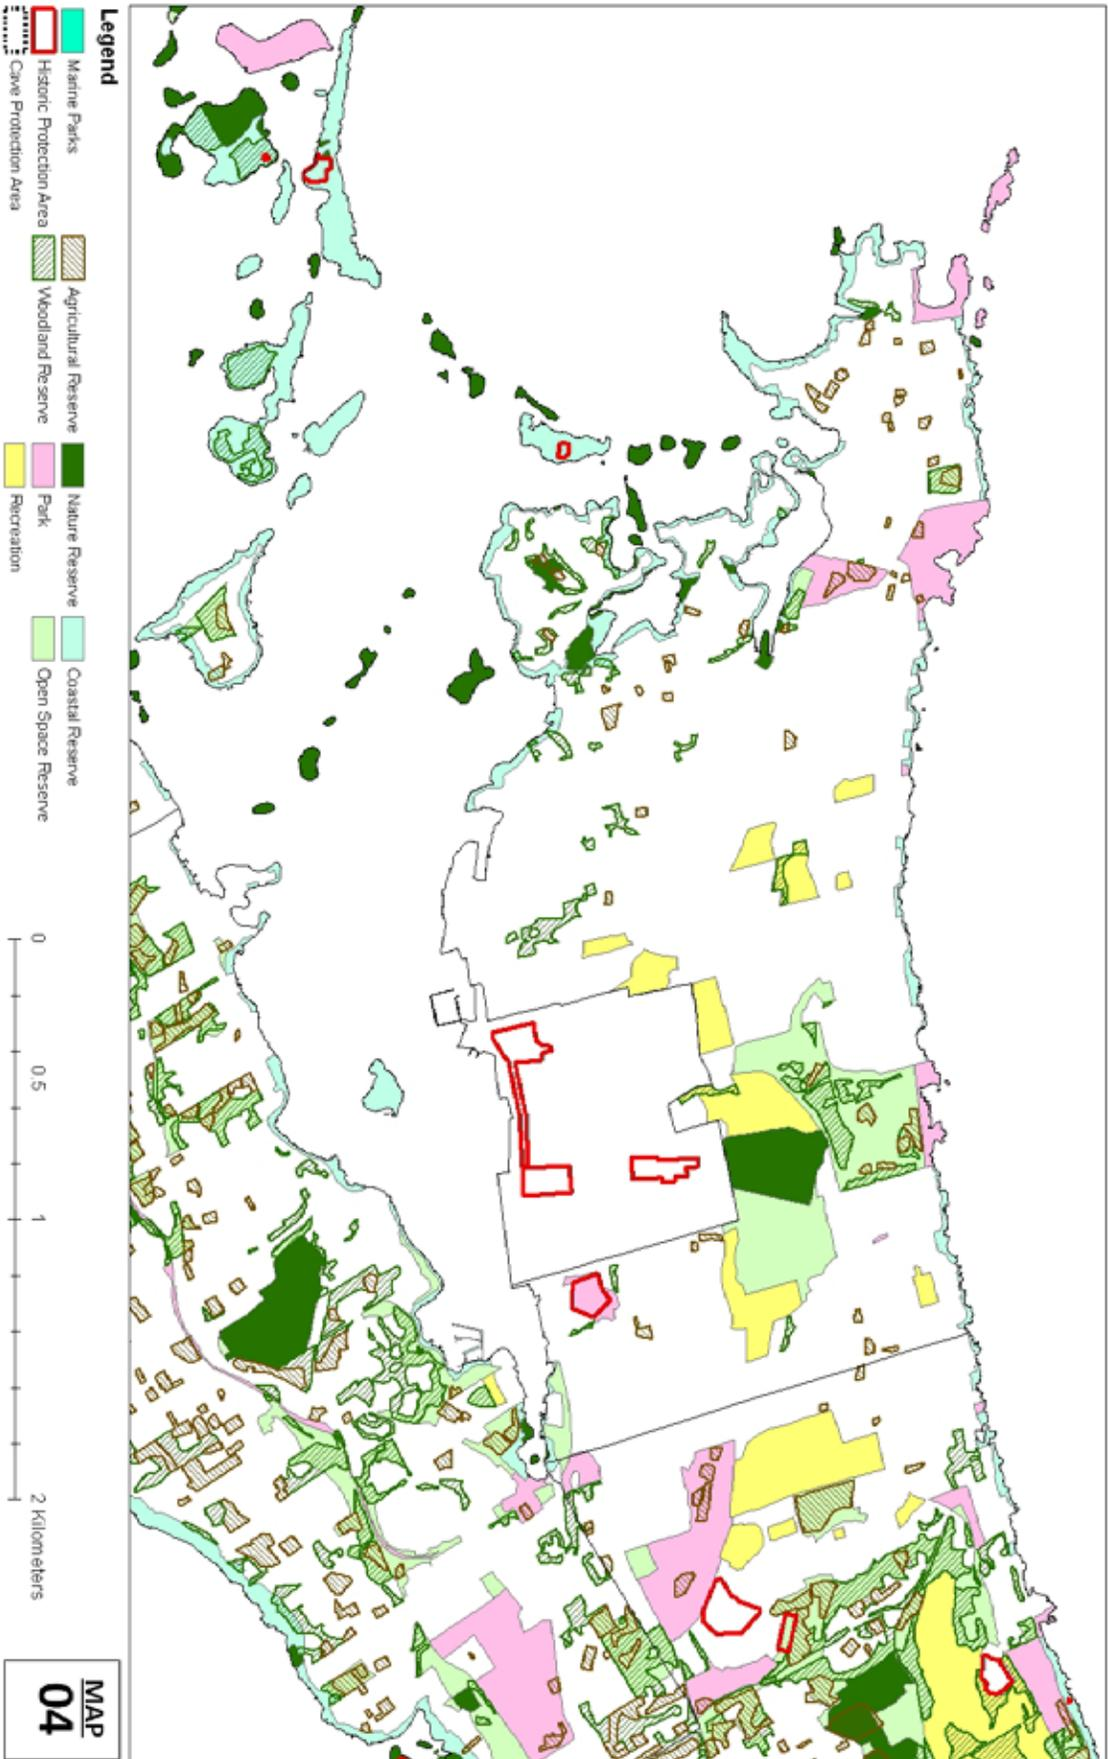 Legend
Marine Parks
Historic Protection Area
Cave Protection Area
Agricultural Reserve
Woodland Reserve
Nature Reserve
Park
Recreation
Coastal Reserve
Open Space Reserve
0 0.5 1 2 Kilometers
MAP
04